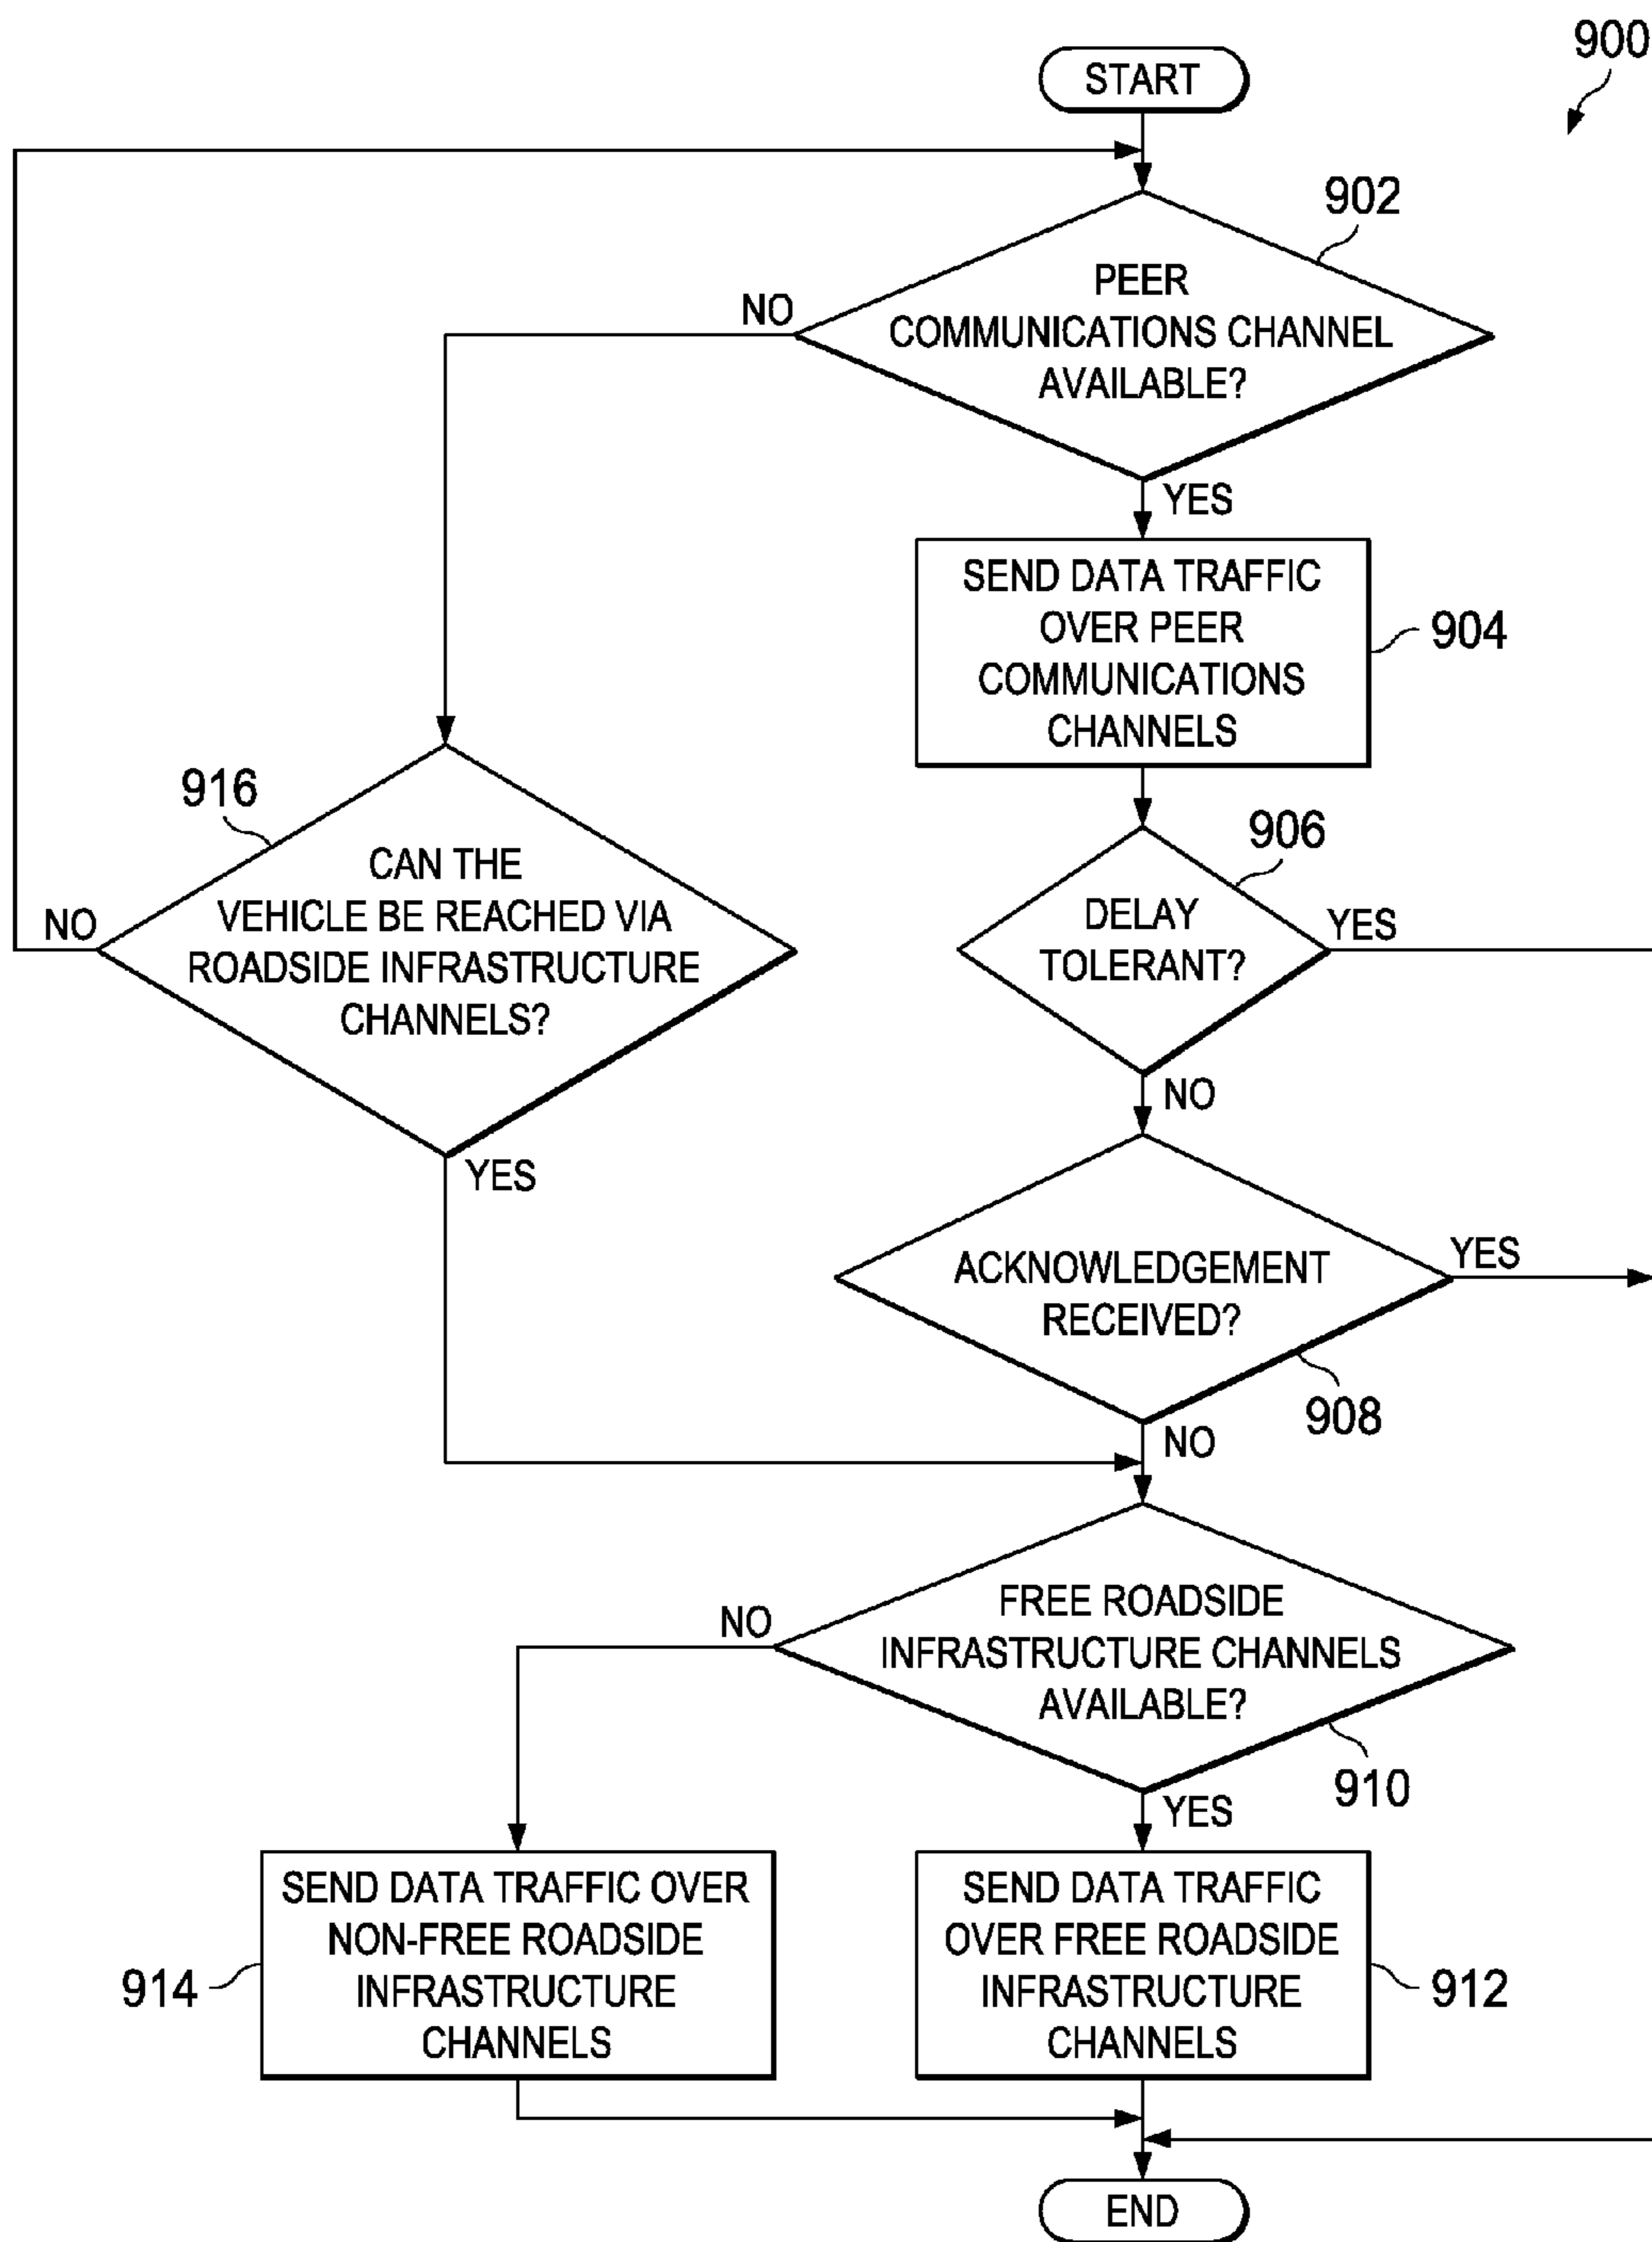 900
START
902
PEER
COMMUNICATIONS CHANNEL
AVAILABLE?
NO
YES
SEND DATA TRAFFIC
OVER PEER
COMMUNICATIONS
CHANNELS
904
916
CAN THE
VEHICLE BE REACHED VIA
ROADSIDE INFRASTRUCTURE
CHANNELS?
NO
YES
906
DELAY
TOLERANT?
YES
NO
ACKNOWLEDGEMENT
RECEIVED?
YES
908
NO
FREE ROADSIDE
INFRASTRUCTURE CHANNELS
AVAILABLE?
NO
910
YES
SEND DATA TRAFFIC OVER
NON-FREE ROADSIDE
INFRASTRUCTURE
CHANNELS
914
SEND DATA TRAFFIC
OVER FREE ROADSIDE
INFRASTRUCTURE
CHANNELS
912
END